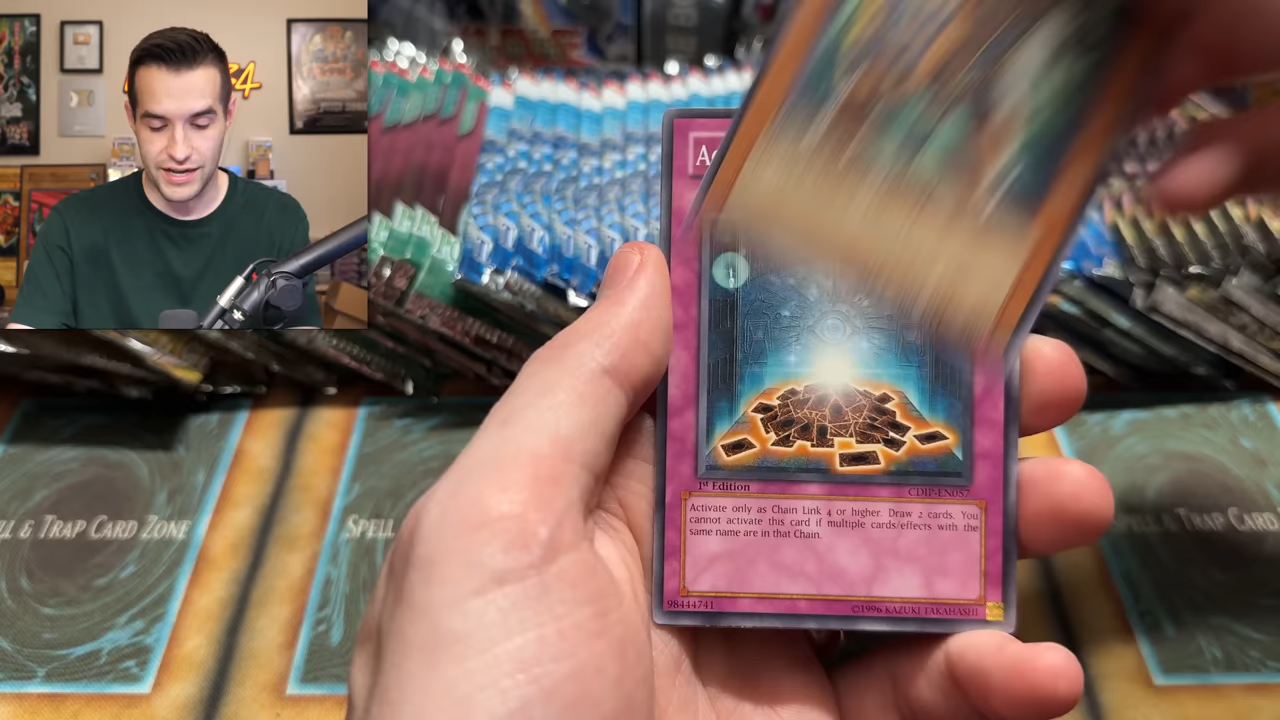 34
Ac
1st Edition
CDIP-EN057
Activate only as Chain Link 4 or higher. Draw 2 cards. You
cannot activate this card if multiple cards/effects with the
same name are in that Chain.
98444741
©1996 KAZUKI TAKAHASHI
LL & TRAP CARD ZONE
SPELL
& TRAP CARD